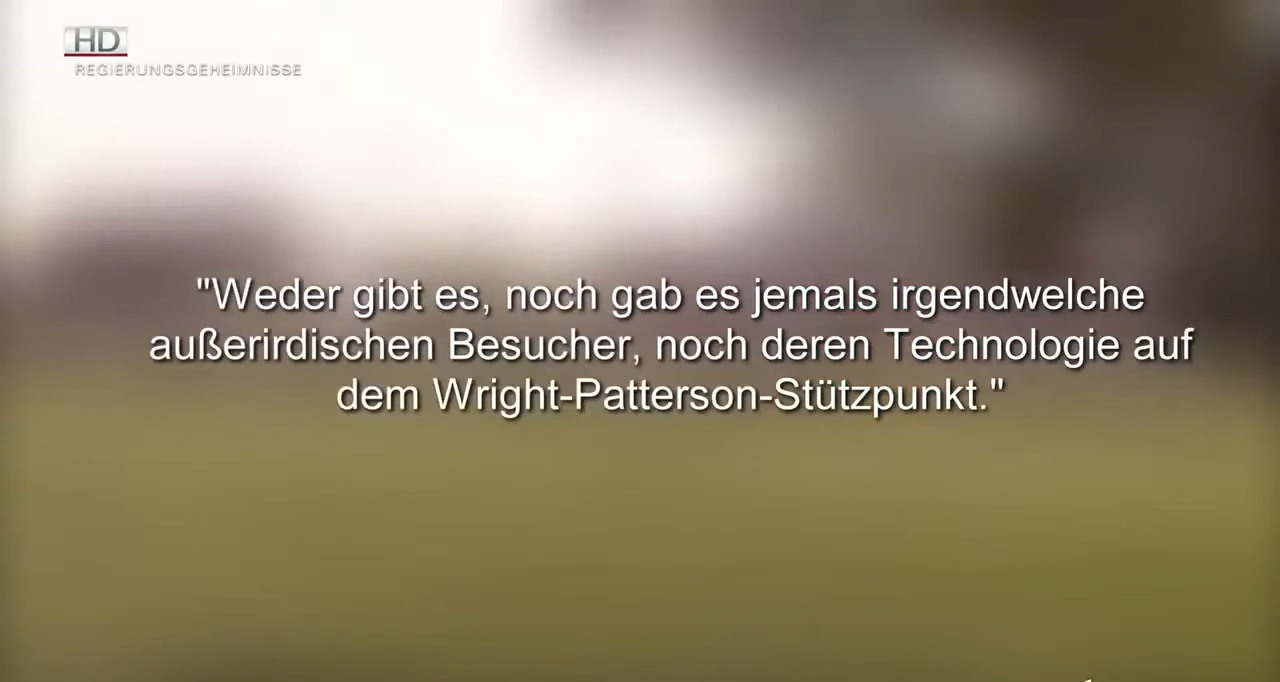 HD
REGIERUNGSGEHEIMNISSE
"Weder gibt es, noch gab es jemals irgendwelche
außerirdischen Besucher, noch deren Technologie auf
dem Wright-Patterson-Stützpunkt."